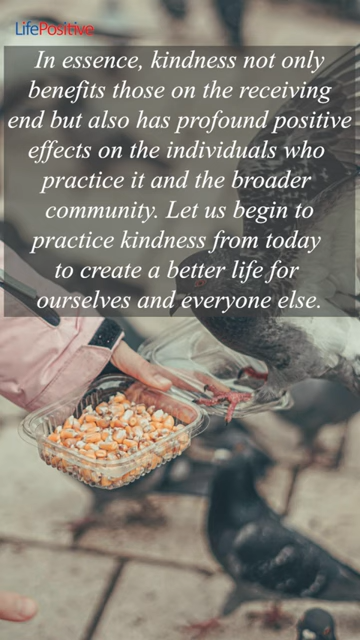 LifePositive
In essence, kindness not only
benefits those on the receiving
end but also has profound positive
effects on the individuals who
practice it and the broader
community. Let us begin to
practice kindness from today
to create a better life for
ourselves and everyone else.